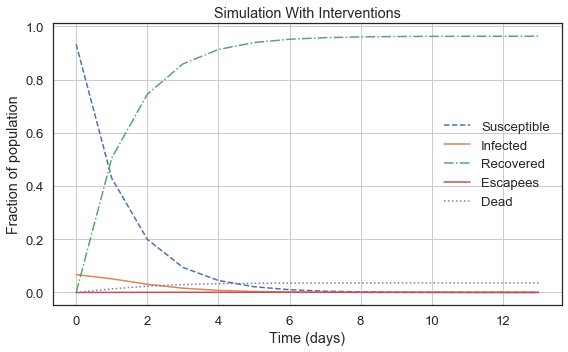 Simulation With Interventions
1.0
0.8
0.6
0.4
0.2
0.0
Fraction of population
Susceptible
Infected
Recovered
Escapees
Dead
0 2 4 6 8 10 12
Time (days)